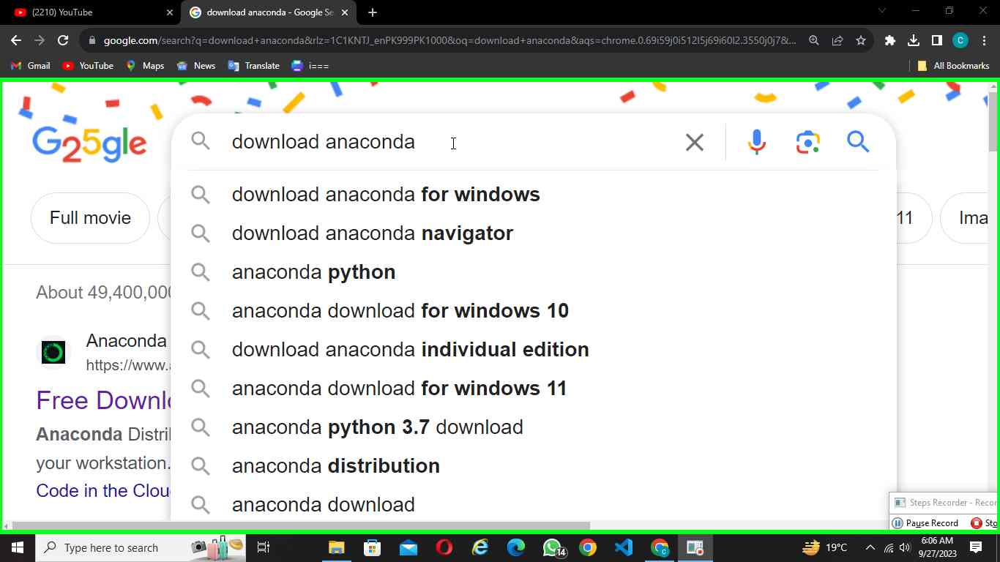 (2210) YouTube
download anaconda - Google Se
google.com/search?q=download+anaconda&rlz=1C1KNTJ_enPK999PK1000&oq=download+anaconda&aqs=chrome.0.69i59j0i512l5j69i60l2.3550j0j7&...
C
Gmail
YouTube
Maps
News
Translate
i===
All Bookmarks
G25gle
download anaconda
download anaconda for windows
download anaconda navigator
anaconda python
anaconda download for windows 10
download anaconda individual edition
anaconda download for windows 11
anaconda python 3.7 download
anaconda distribution
anaconda download
Full movie
11
Ima
About 49,400,000
Anaconda
https://www.
Free Downl
Anaconda Distri
your workstation.
Code in the Clou
Steps Recorder - Recor
Pause Record
Sto
Type here to search
14
C
19°C
6:06 AM
9/27/2023